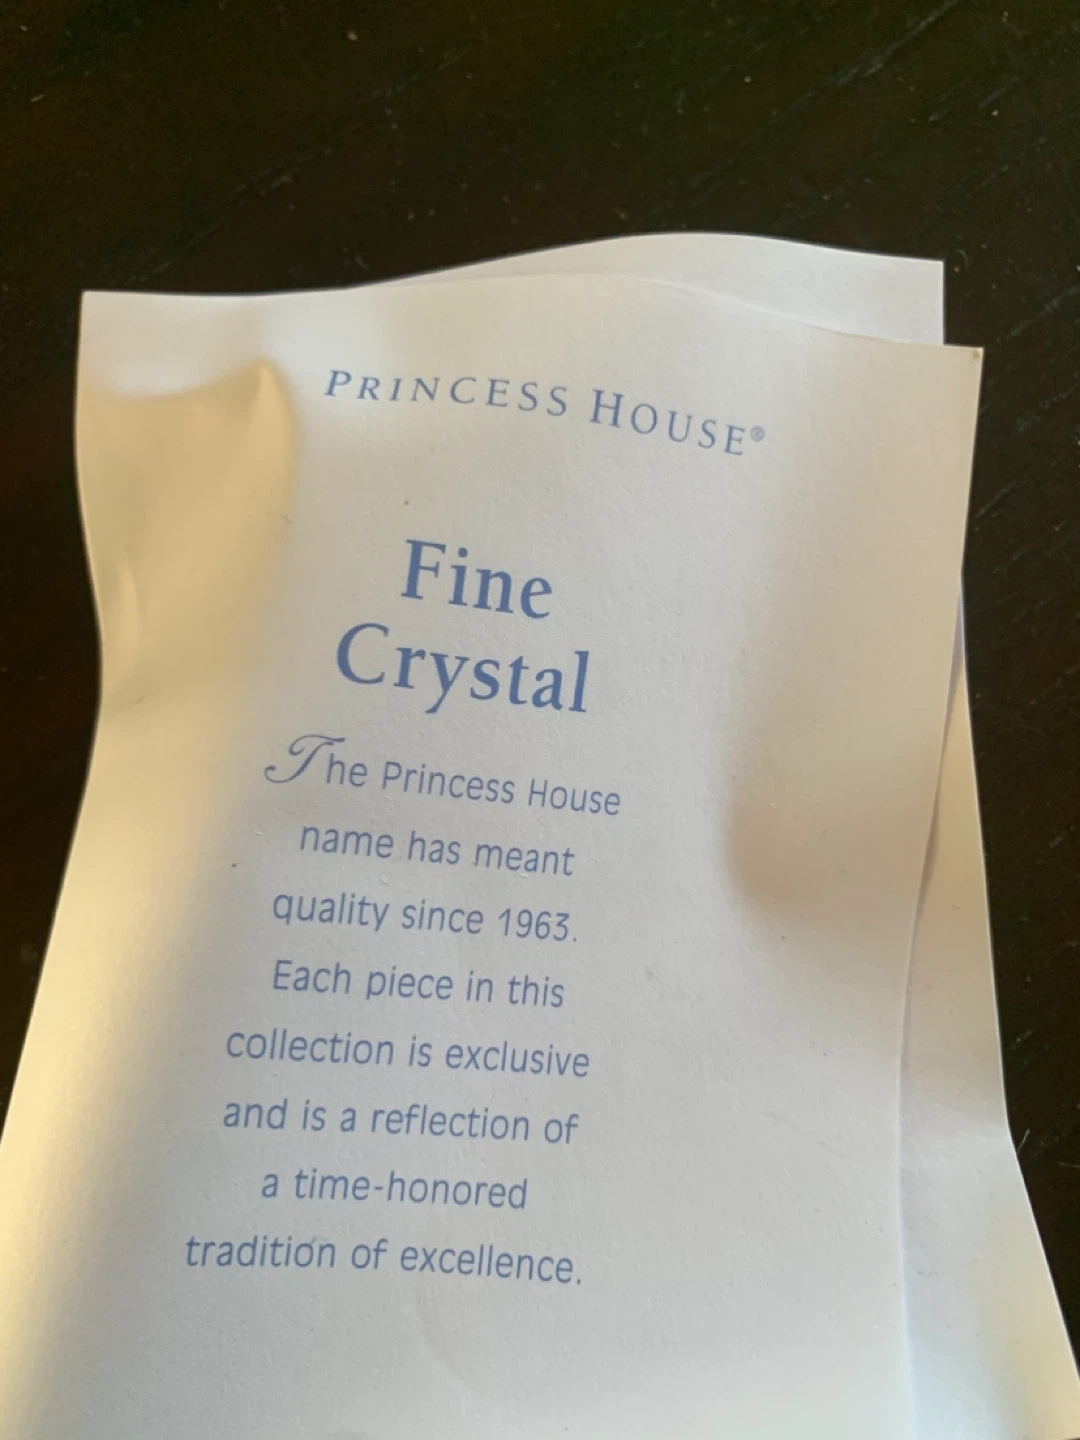 PRINCESS HOUSE®
Fine
Crystal
The Princess House
name has meant
quality since 1963.
Each piece in this
collection is exclusive
and is a reflection of
a time-honored
tradition of excellence.